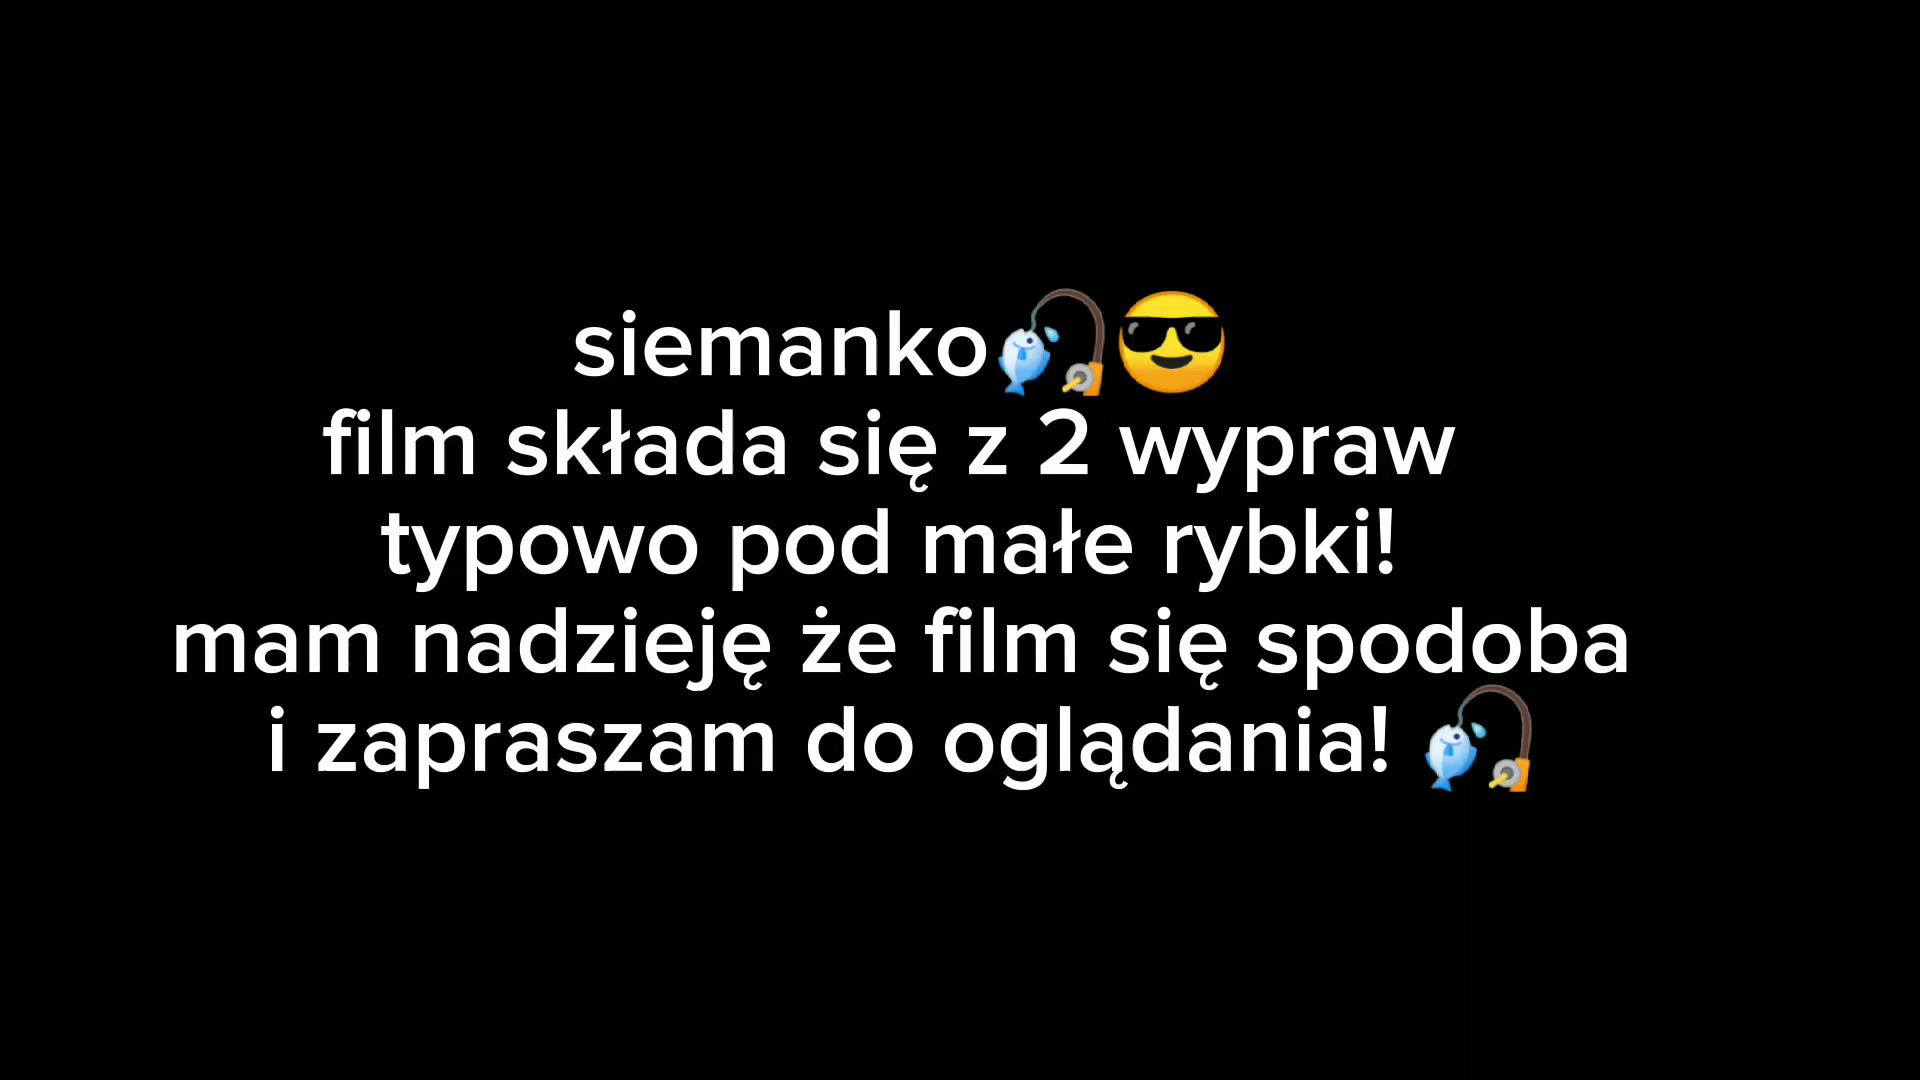 siemanko🎣😎
film składa się z 2 wypraw
typowo pod małe rybki!
mam nadzieję że film się spodoba
i zapraszam do oglądania! 🎣